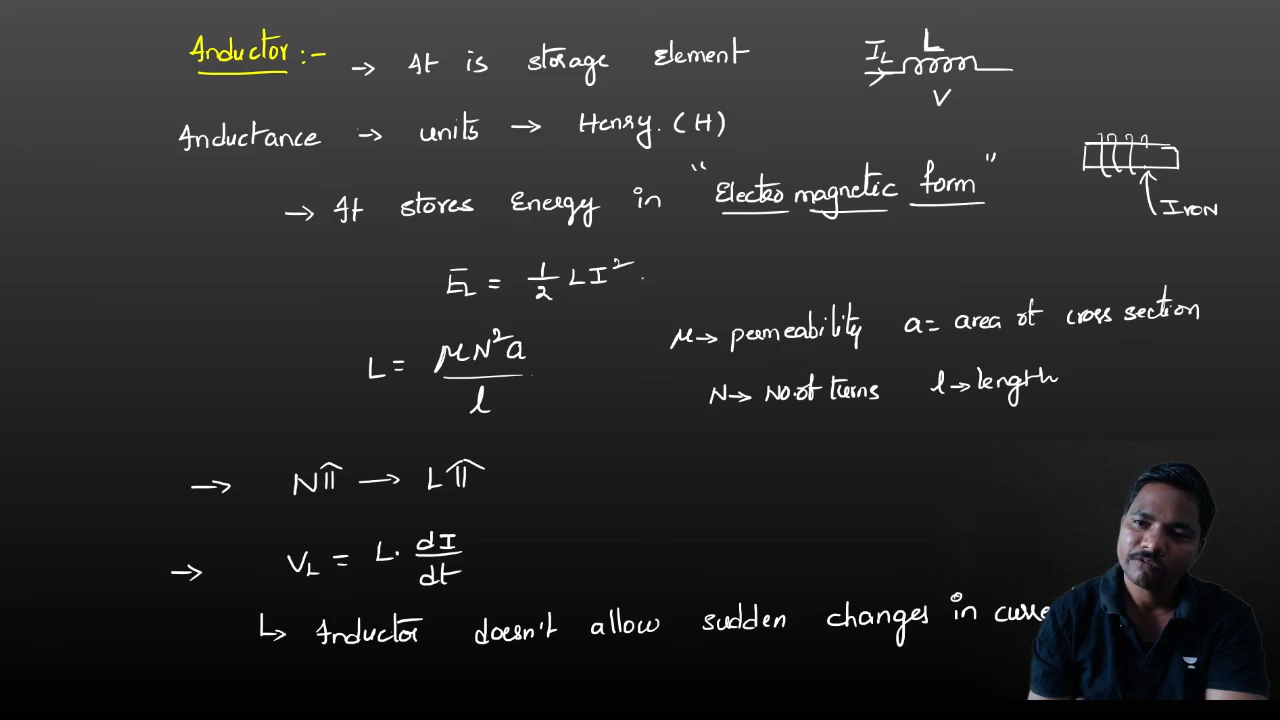 Inductor :- → It is storage Element
I_L L
V
Inductance → units → Henry. (H)
→ It stores Energy in "Electro magnetic form"
IRON
E_L = 1/2 LI²
L = μN²a / l
μ → permeability a = area of cross section
N → No. of turns l → length
→ N⇑ → L⇑
→ V_L = L. dI/dt
↳ Inductor doesn't allow sudden changes in